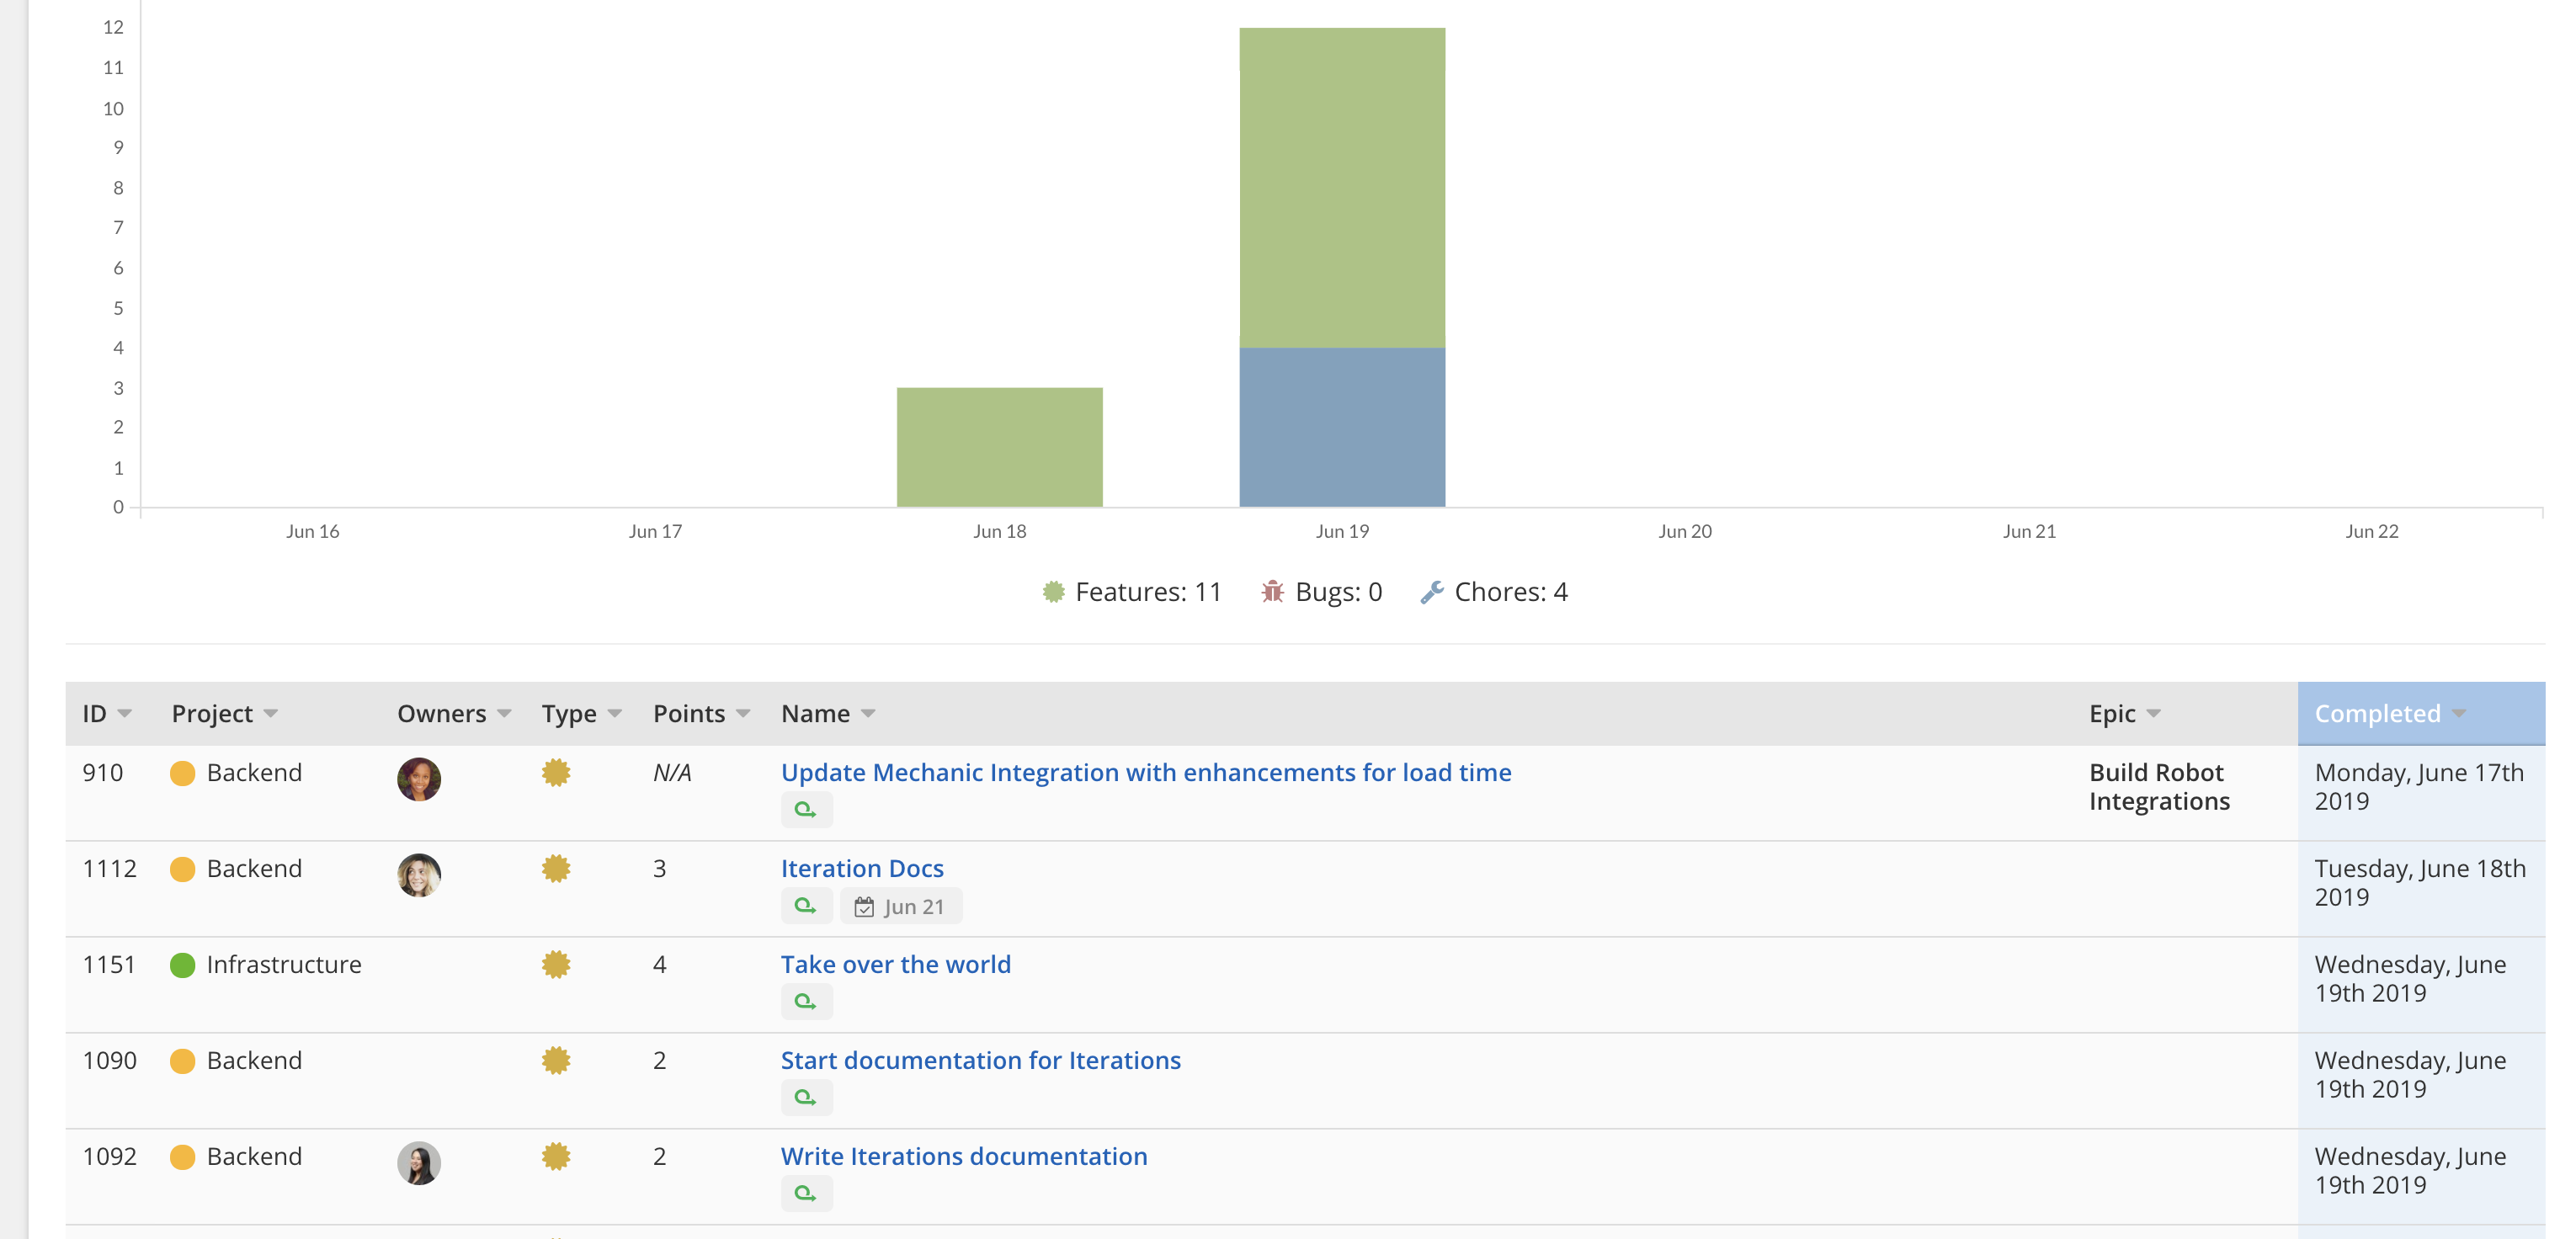 12
11
10
9
8
7
6
5
4
3
2
1
0
Jun 16 Jun 17 Jun 18 Jun 19 Jun 20 Jun 21 Jun 22
Features: 11 Bugs: 0 Chores: 4
ID Project Owners Type Points Name Epic Completed
910 Backend N/A Update Mechanic Integration with enhancements for load time Build Robot Monday, June 17th
Integrations 2019
1112 Backend 3 Iteration Docs Tuesday, June 18th
2019
Jun 21
1151 Infrastructure 4 Take over the world Wednesday, June
19th 2019
1090 Backend 2 Start documentation for Iterations Wednesday, June
19th 2019
1092 Backend 2 Write Iterations documentation Wednesday, June
19th 2019